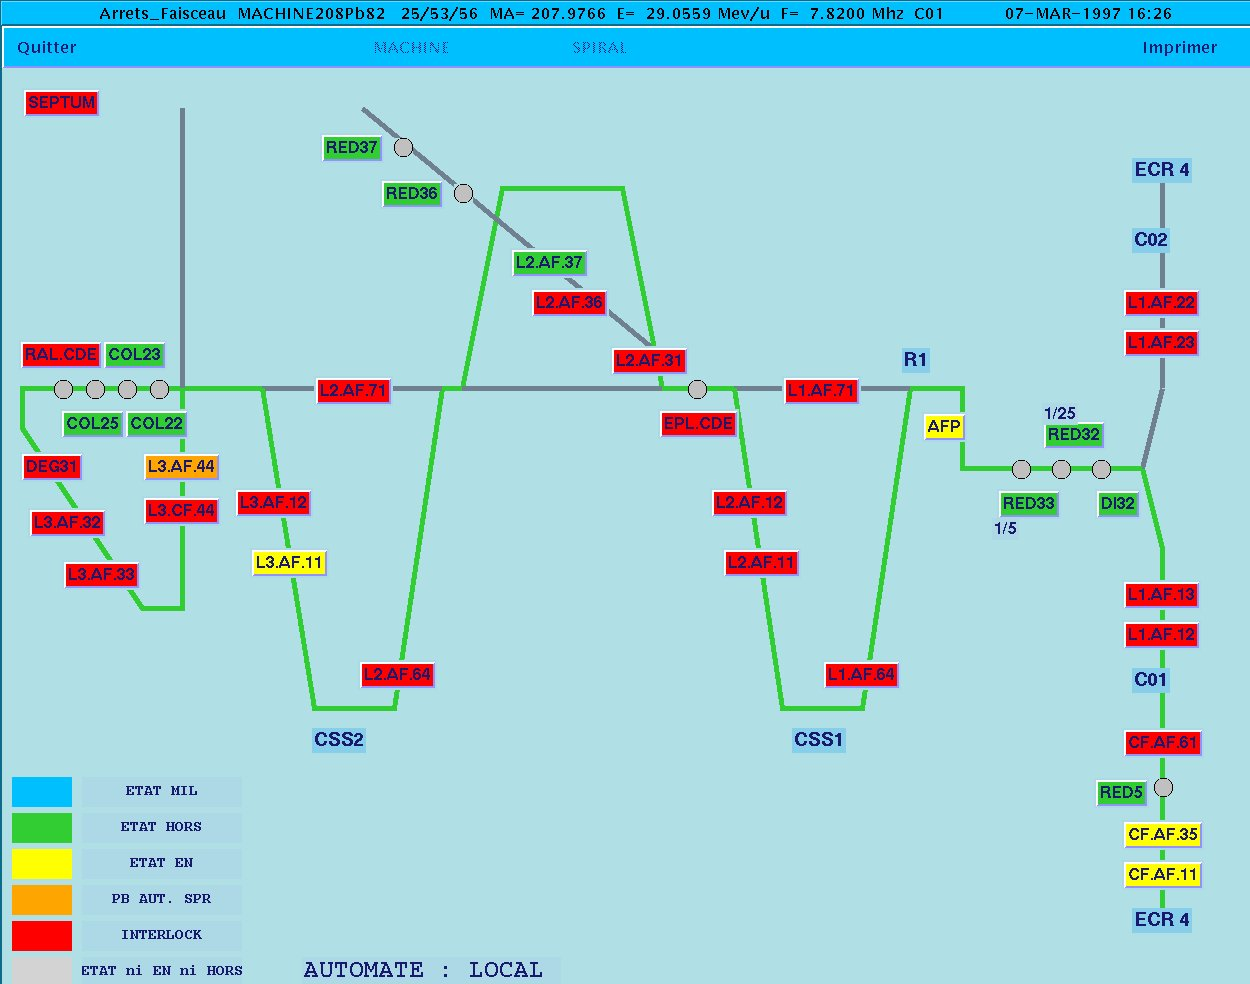 Arrets_Faisceau MACHINE208Pb82 25/53/56 MA= 207.9766 E= 29.0559 Mev/u F= 7.8200 Mhz C01 07-MAR-1997 16:26
Quitter MACHINE SPIRAL Imprimer
SEPTUM
RED37
ECR 4
RED36
C02
L2.AF.37
L2.AF.36
L1.AF.22
L1.AF.23
RAL.CDE COL23
L2.AF.31
R1
L2.AF.71
L1.AF.71
COL25 COL22
EPL.CDE
AFP
1/25
RED32
DEG31
L3.AF.44
L3.AF.12
L2.AF.12
RED33
DI32
L3.CF.44
L3.AF.32
1/5
L3.AF.11
L2.AF.11
L3.AF.33
L1.AF.13
L1.AF.12
L2.AF.64
L1.AF.64
C01
CSS2
CSS1
CF.AF.61
ETAT MIL
RED5
ETAT HORS
CF.AF.35
ETAT EN
CF.AF.11
PB AUT. SPR
ECR 4
INTERLOCK
ETAT ni EN ni HORS
AUTOMATE : LOCAL